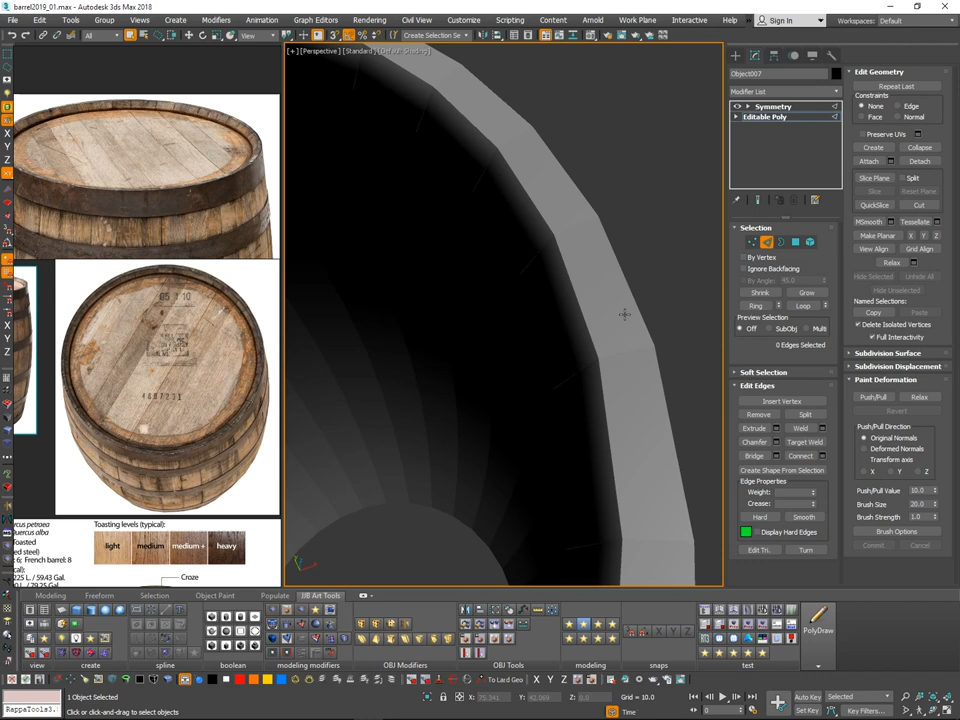 barrel2019_01.max - Autodesk 3ds Max 2018
File Edit Tools Group Views Create Modifiers Animation Graph Editors Rendering Civil View Customize Scripting Content Arnold Help Work Plane Interactive Help Sign In Workspaces: Default
All View Create Selection Se
[+] [Perspective] [Standard] [Default Shading]
Object007
Modifier List
Symmetry
Editable Poly
Selection
By Vertex
Ignore Backfacing
By Angle: 45.0
Shrink Grow
Ring Loop
Preview Selection
Off SubObj Multi
0 Edges Selected
Soft Selection
Edit Edges
Insert Vertex
Remove Split
Extrude Weld
Chamfer Target Weld
Bridge Connect
Create Shape From Selection
Edge Properties
Weight:
Crease:
Hard Smooth
Display Hard Edges
Edit Tri. Turn
Edit Geometry
Repeat Last
Constraints
None Edge
Face Normal
Preserve UVs
Create Collapse
Attach Detach
Slice Plane Split
Slice Reset Plane
QuickSlice Cut
MSmooth Tessellate
Make Planar X Y Z
View Align Grid Align
Relax
Hide Selected Unhide All
Hide Unselected
Named Selections:
Copy Paste
Delete Isolated Vertices
Full Interactivity
Subdivision Surface
Subdivision Displacement
Paint Deformation
Push/Pull Relax
Revert
Push/Pull Direction
Original Normals
Deformed Normals
Transform axis
X Y Z
Push/Pull Value 10.0
Brush Size 20.0
Brush Strength 1.0
Brush Options
Commit Cancel
Toasting levels (typical):
light medium medium + heavy
Croze
Modeling Freeform Selection Object Paint Populate JJB Art Tools
view create spline boolean modeling modifiers OBJ Modifiers OBJ Tools modeling snaps test
PolyDraw
To Lard Geo X Y Z
RappaTools3.
1 Object Selected
Click or click-and-drag to select objects
X: 75.341 Y: 42.869 Z: 0.0 Grid = 10.0
Time
Auto Key Selected
Set Key Key Filters...